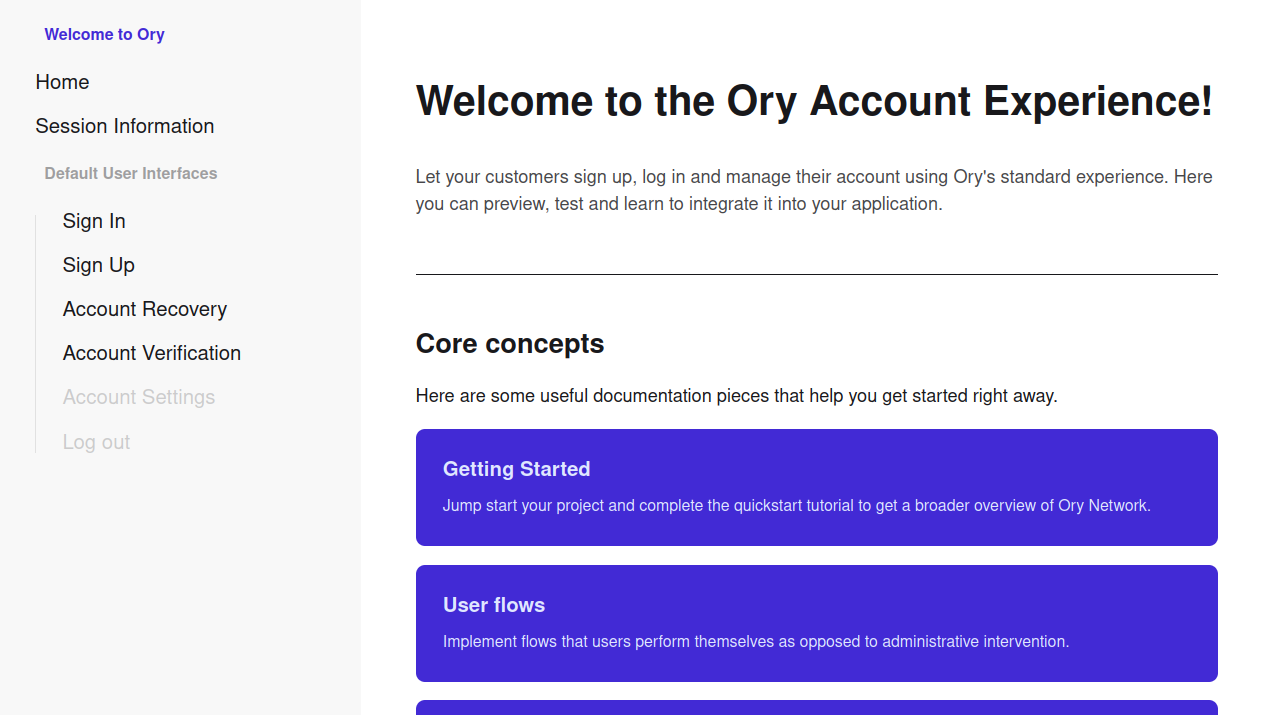 Welcome to Ory
Home
Session Information
Default User Interfaces
Sign In
Sign Up
Account Recovery
Account Verification
Account Settings
Log out
Welcome to the Ory Account Experience!
Let your customers sign up, log in and manage their account using Ory's standard experience. Here
you can preview, test and learn to integrate it into your application.
Core concepts
Here are some useful documentation pieces that help you get started right away.
Getting Started
Jump start your project and complete the quickstart tutorial to get a broader overview of Ory Network.
User flows
Implement flows that users perform themselves as opposed to administrative intervention.